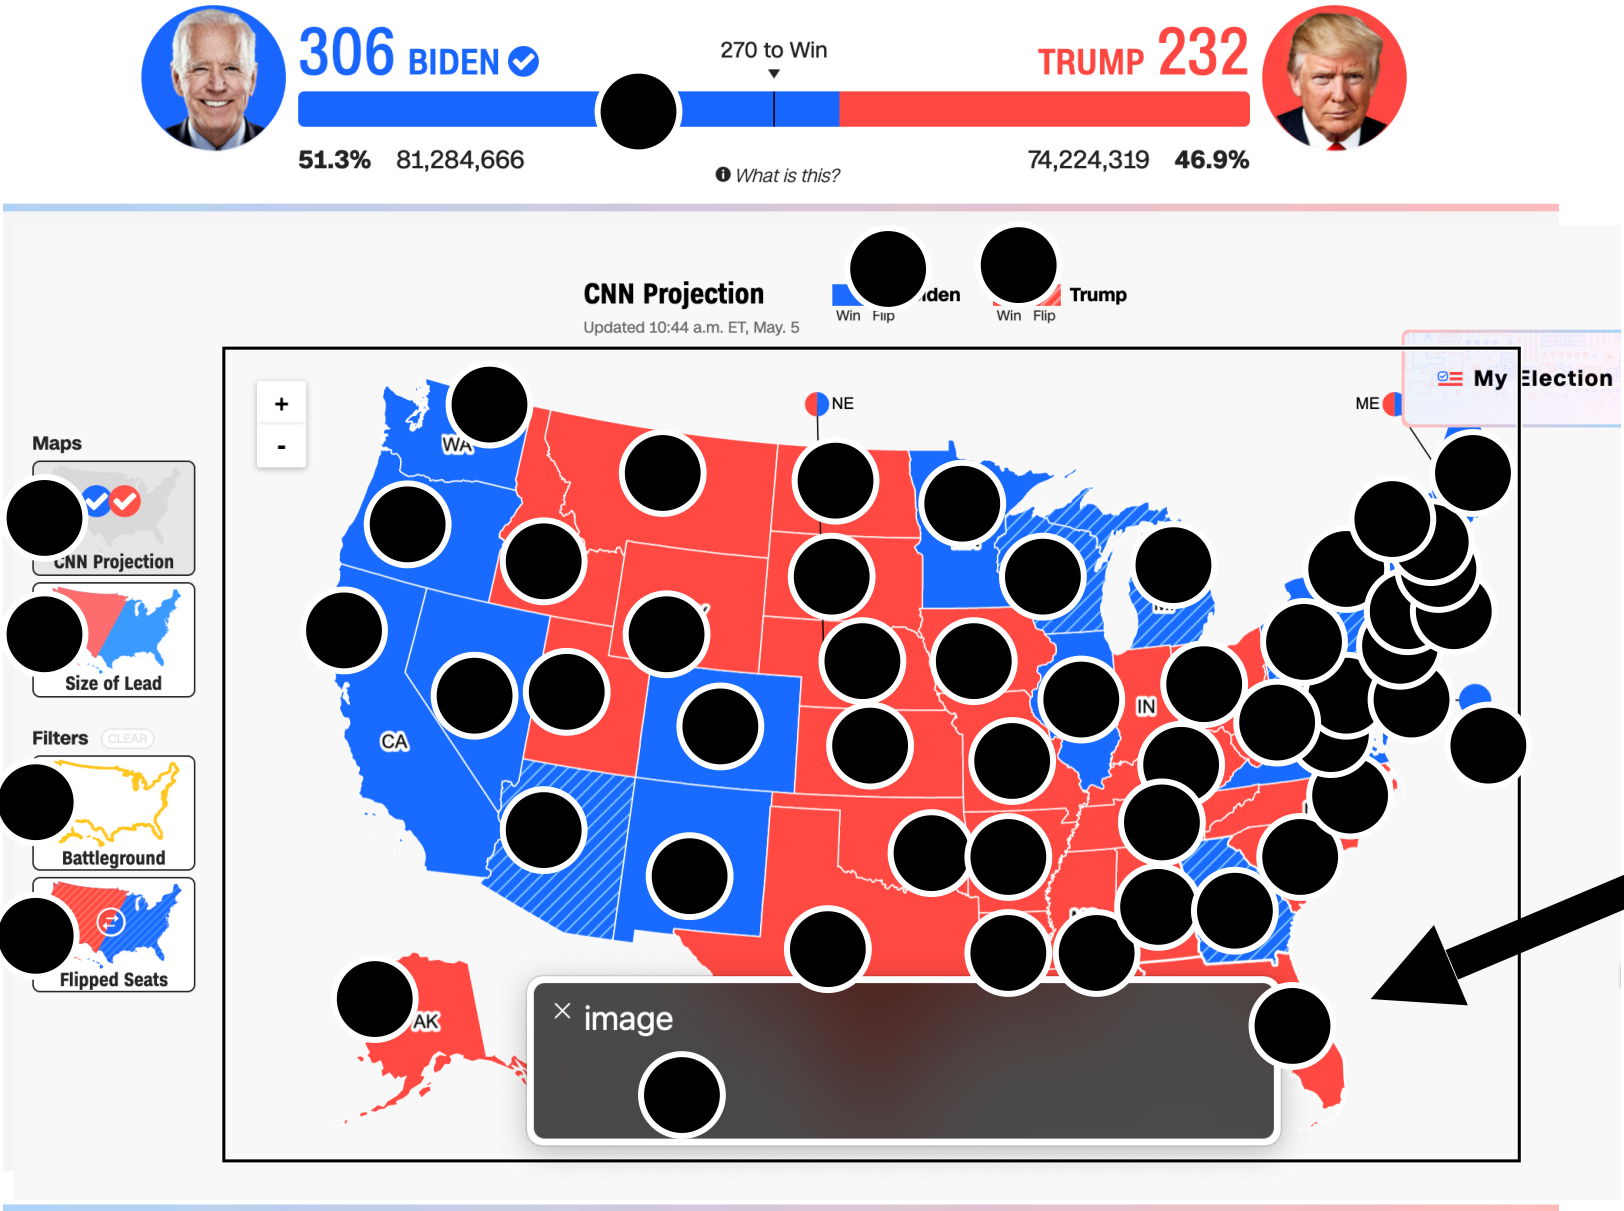 306 BIDEN
270 to Win
TRUMP 232
51.3% 81,284,666
What is this?
74,224,319 46.9%
CNN Projection
Updated 10:44 a.m. ET, May. 5
Win Flip
Trump
Win Flip
My Election
+
-
NE
ME
WA
Maps
CNN Projection
Size of Lead
Filters CLEAR
Battleground
Flipped Seats
CA
IN
AK
× image